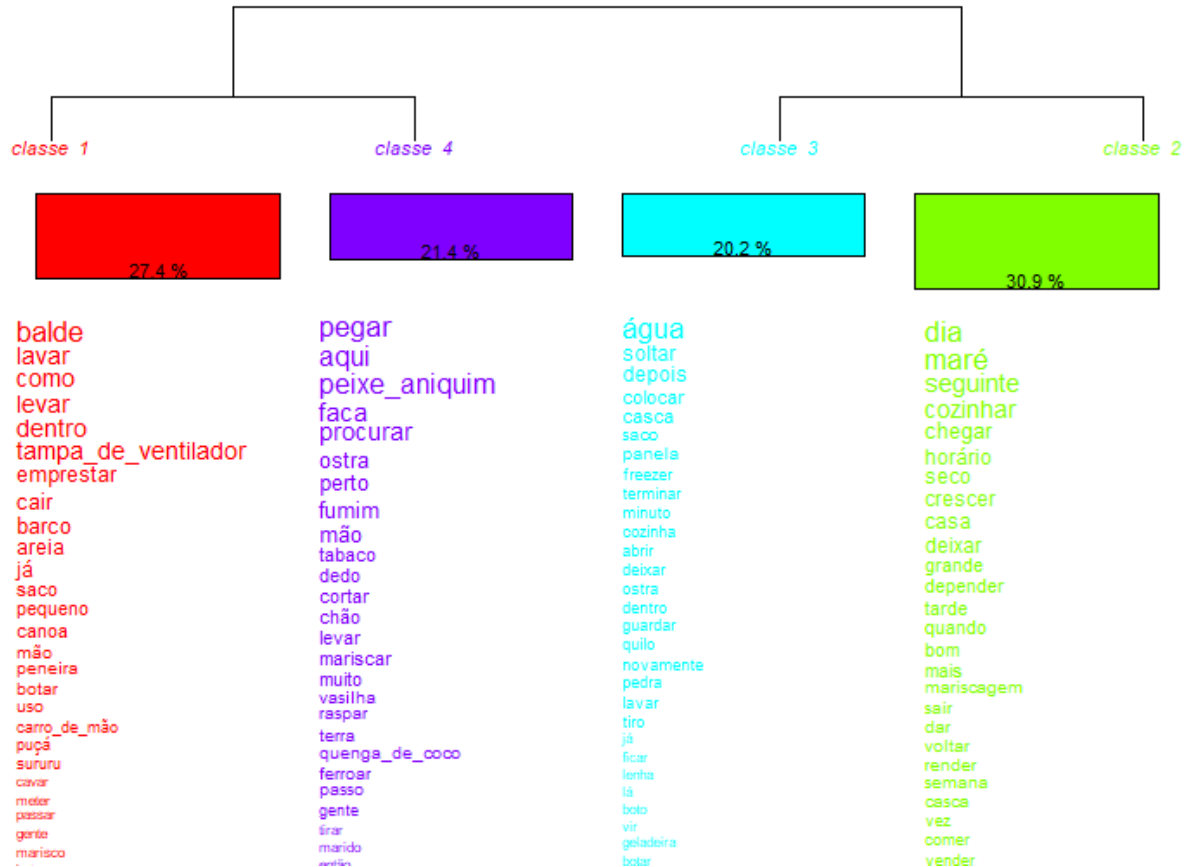 classe 1
classe 4
classe 3
classe 2
27.4 %
21.4 %
20.2 %
30.9 %
balde
lavar
como
levar
dentro
tampa_de_ventilador
emprestar
cair
barco
areia
já
saco
pequeno
canoa
mão
peneira
botar
uso
carro_de_mão
puçá
sururu
cavar
meter
passar
gente
marisco
pegar
aqui
peixe_aniquim
faca
procurar
ostra
perto
fumim
mão
tabaco
dedo
cortar
chão
levar
mariscar
muito
vasilha
raspar
terra
quenga_de_coco
ferroar
passo
gente
tirar
marido
então
água
soltar
depois
colocar
casca
saco
panela
freezer
terminar
minuto
cozinha
abrir
deixar
ostra
dentro
guardar
quilo
novamente
pedra
lavar
tiro
já
ficar
lenha
lá
boto
vir
geladeira
botar
dia
maré
seguinte
cozinhar
chegar
horário
seco
crescer
casa
deixar
grande
depender
tarde
quando
bom
mais
mariscagem
sair
dar
voltar
render
semana
casca
vez
comer
vender